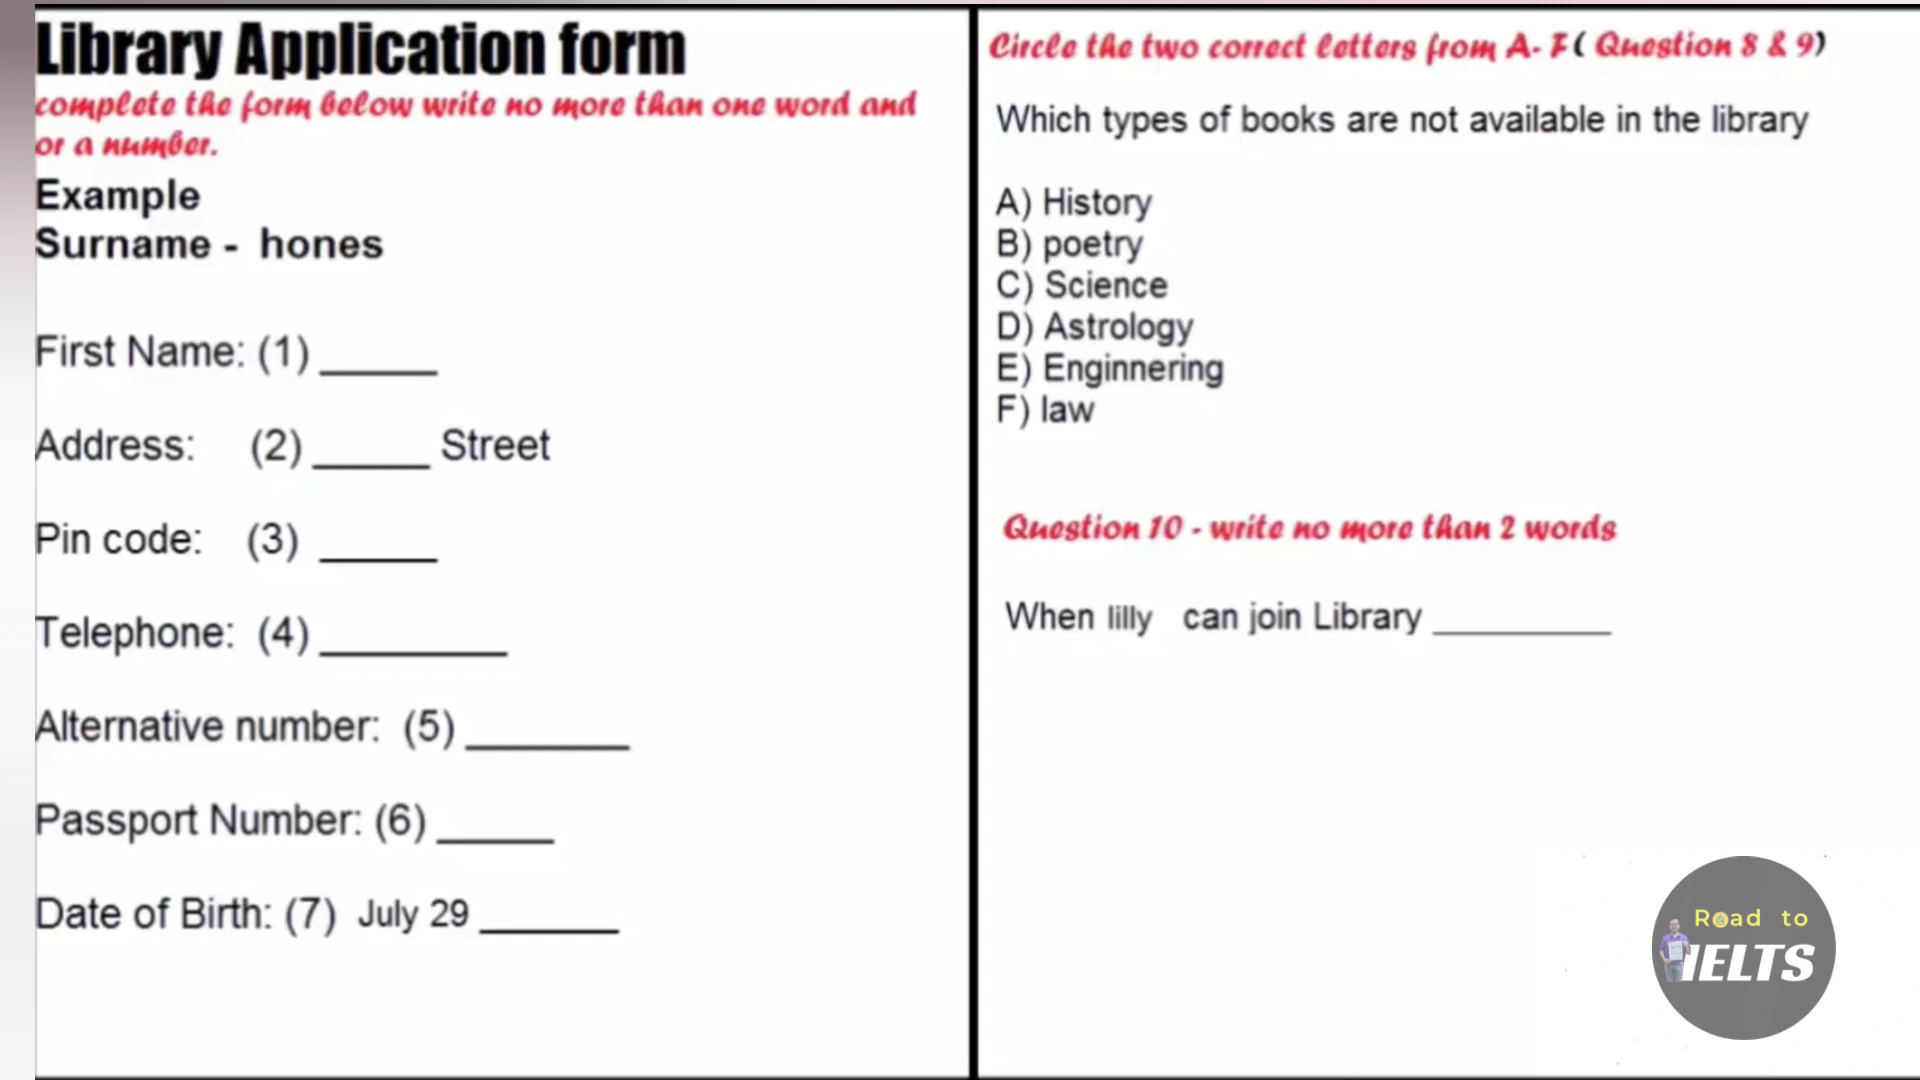 Library Application form
complete the form below write no more than one word and
or a number.
Example
Surname - hones
First Name: (1) ______
Address: (2) ______ Street
Pin code: (3) ______
Telephone: (4) ________
Alternative number: (5) _______
Passport Number: (6) _____
Date of Birth: (7) July 29 ______
Circle the two correct letters from A- F ( Question 8 & 9)
Which types of books are not available in the library
A) History
B) poetry
C) Science
D) Astrology
E) Enginnering
F) law
Question 10 - write no more than 2 words
When lilly can join Library __________
Road to
IELTS